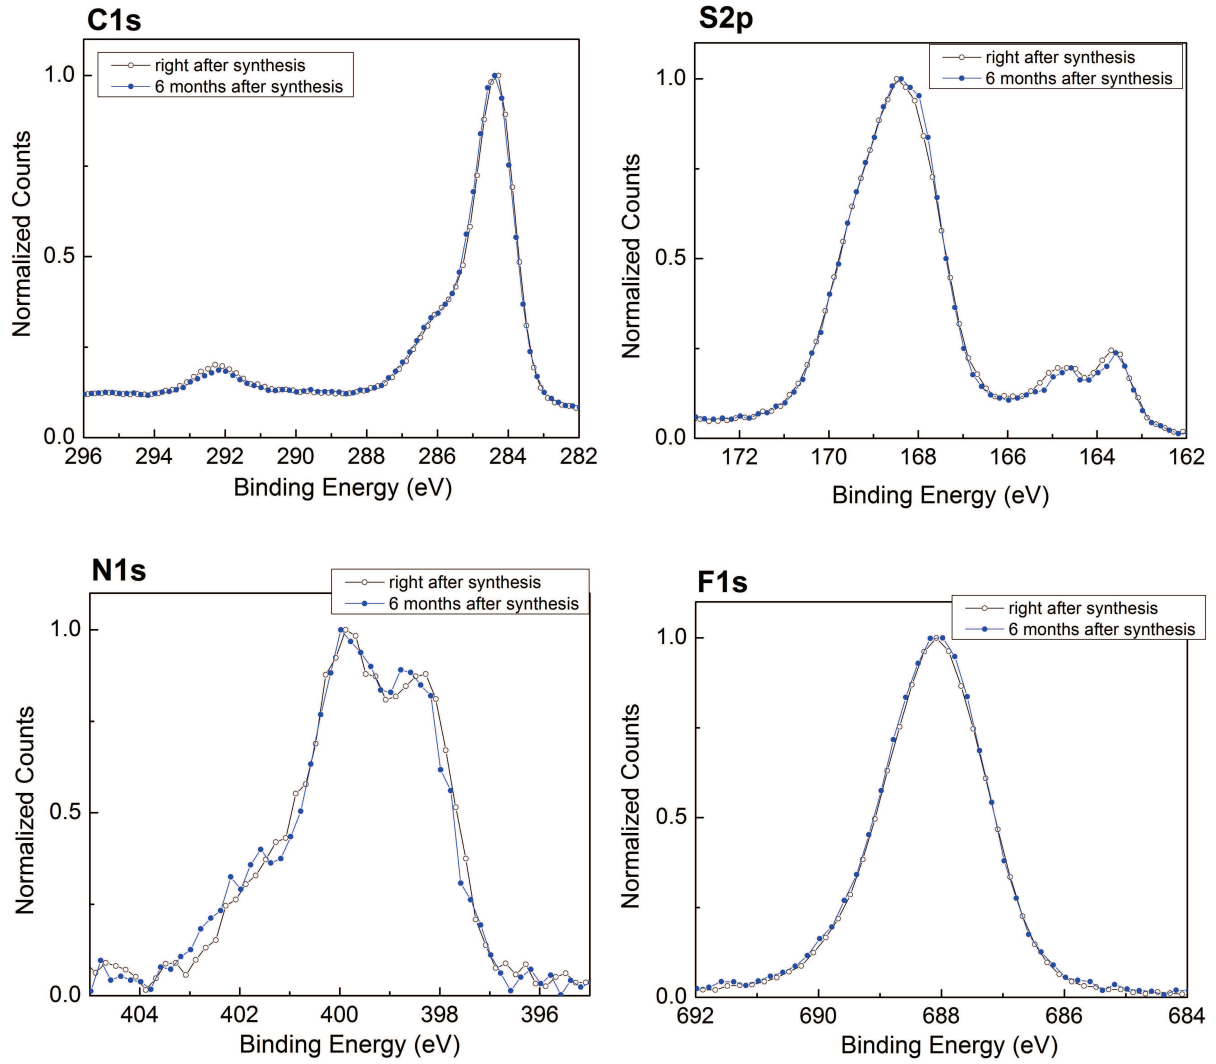 C1s
right after synthesis
6 months after synthesis
1.0
0.5
0.0
Normalized Counts
296 294 292 290 288 286 284 282
Binding Energy (eV)
S2p
right after synthesis
6 months after synthesis
1.0
0.5
0.0
Normalized Counts
172 170 168 166 164 162
Binding Energy (eV)
N1s
right after synthesis
6 months after synthesis
1.0
0.5
0.0
Normalized Counts
404 402 400 398 396
Binding Energy (eV)
F1s
right after synthesis
6 months after synthesis
1.0
0.5
0.0
Normalized Counts
692 690 688 686 684
Binding Energy (eV)